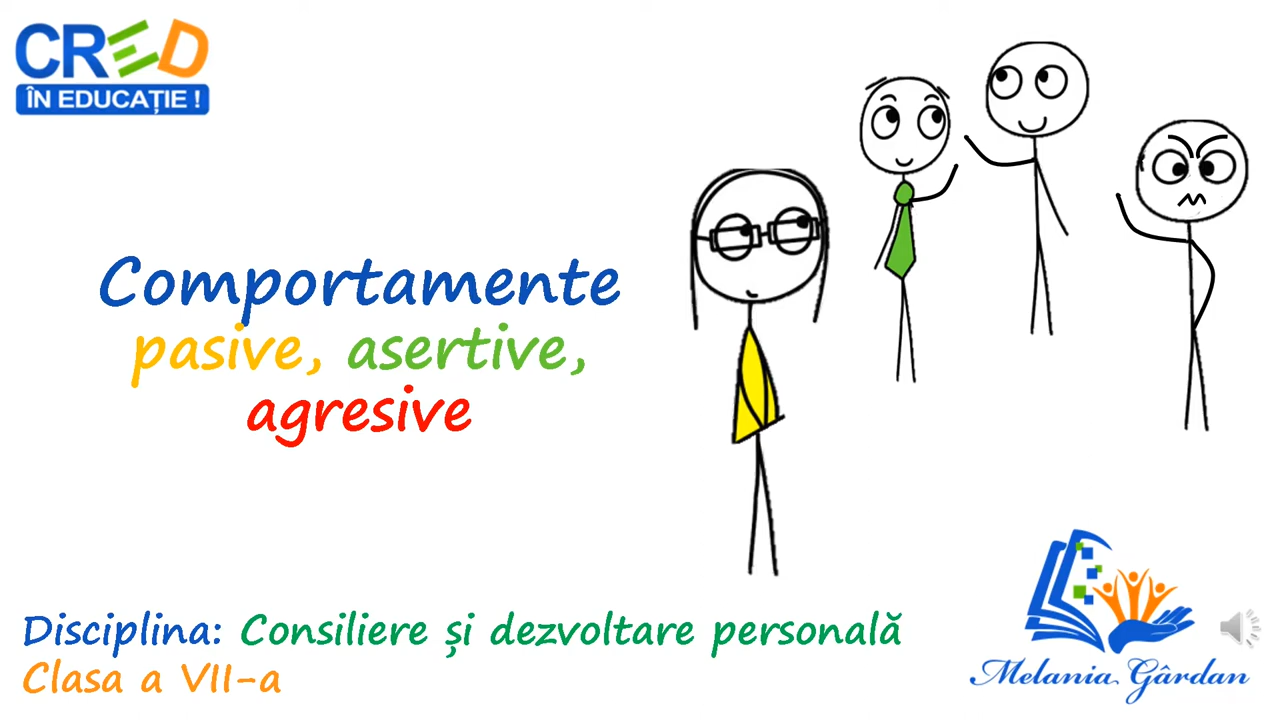 CRED
ÎN EDUCAȚIE !
Comportamente
pasive, asertive,
agresive
Disciplina: Consiliere și dezvoltare personală
Clasa a VII-a
Melania Gârdan